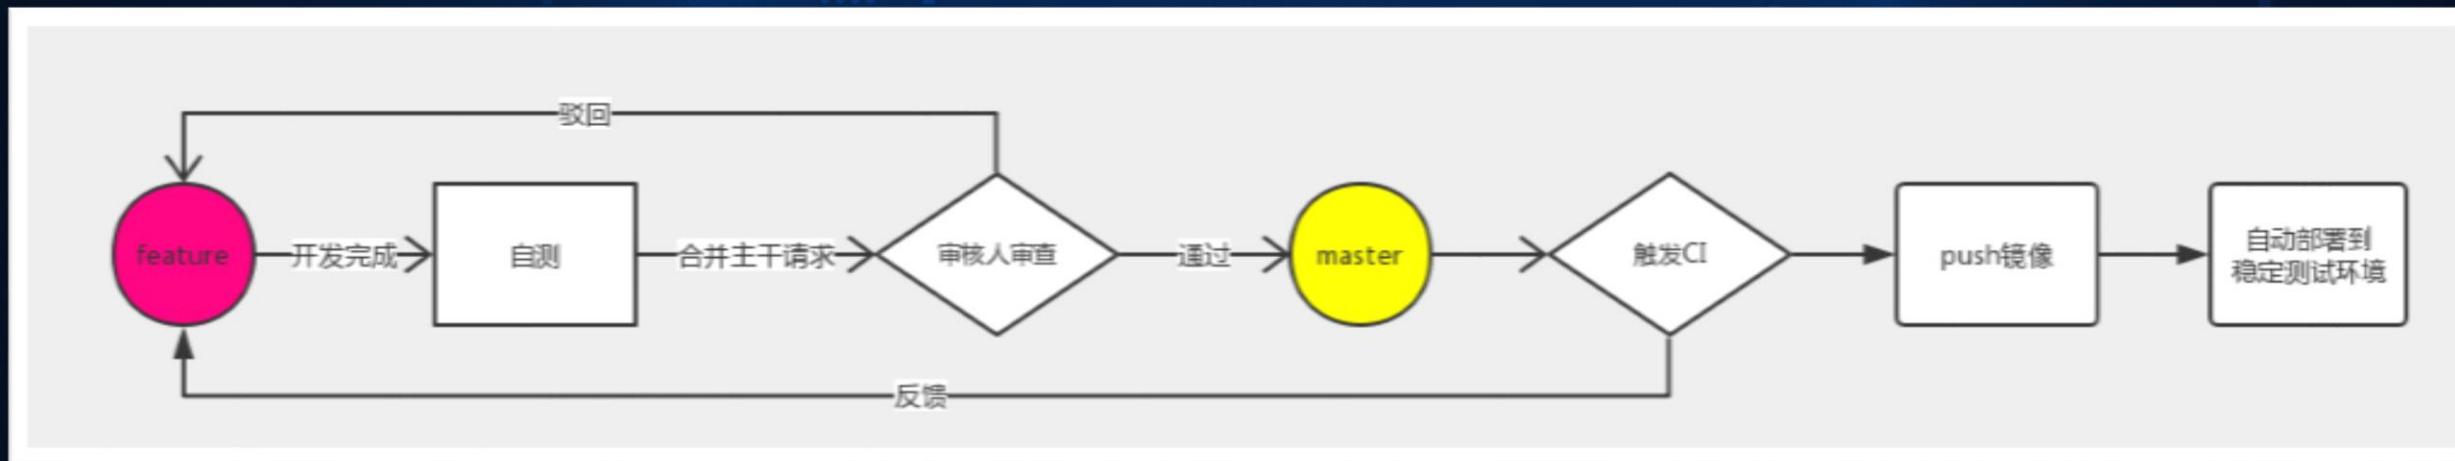 驳回
feature
开发完成
自测
合并主干请求
审核人审查
通过
master
触发CI
push镜像
自动部署到
稳定测试环境
反馈